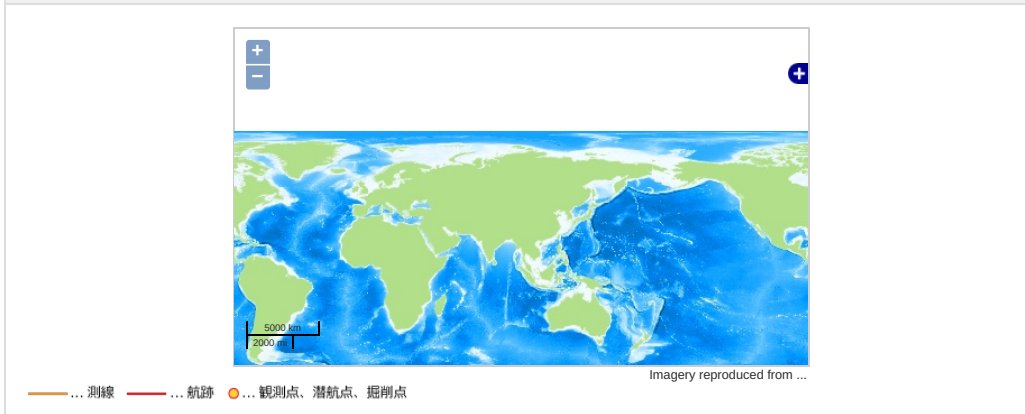 +
−
+
5000 km
2000 mi
Imagery reproduced from ...
... 測線 ... 航跡 ... 観測点、潜航点、掘削点